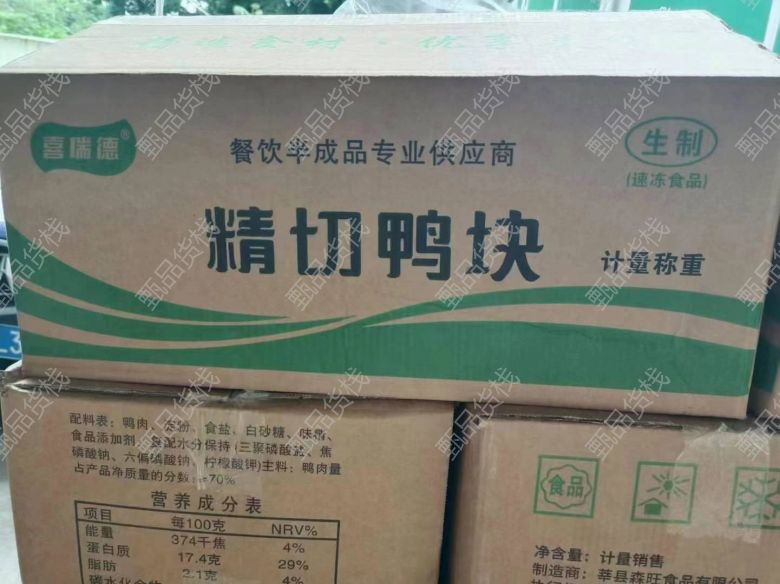 喜瑞德®
餐饮半成品专业供应商
生制
(速冻食品)
精切鸭块
计量称重
配料表：鸭肉、淀粉、食盐、白砂糖、味精、
食品添加剂：复配水分保持(三聚磷酸盐、焦
磷酸钠、六偏磷酸钠、柠檬酸钾)主料：鸭肉量
占产品净质量的分数：≥70%
营养成分表
项目 每100克 NRV%
能量 374千焦 4%
蛋白质 17.4克 29%
脂肪 2.1克 4%
碳水化合物
食品
净含量：计量销售
制造商：莘县森旺食品有限公司
甄品货栈